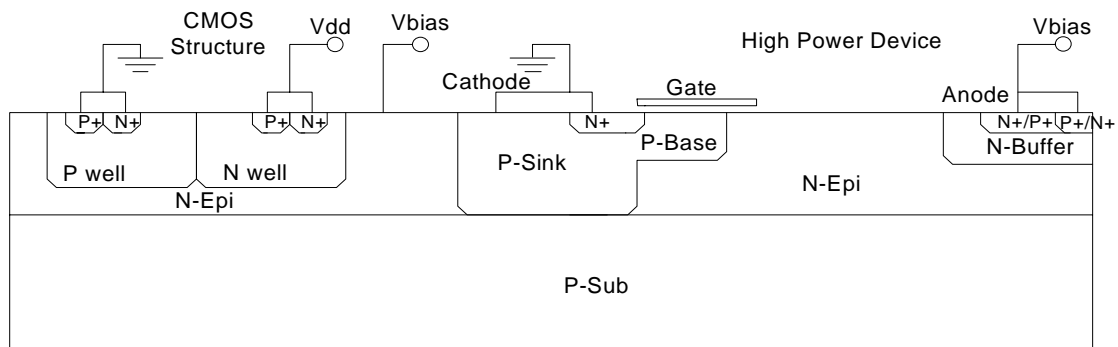 CMOS
Structure
Vdd
Vbias
High Power Device
Vbias
Cathode
Gate
Anode
P+
N+
P+
N+
N+
N+/P+
P+/N+
P well
N well
P-Sink
P-Base
N-Buffer
N-Epi
N-Epi
P-Sub